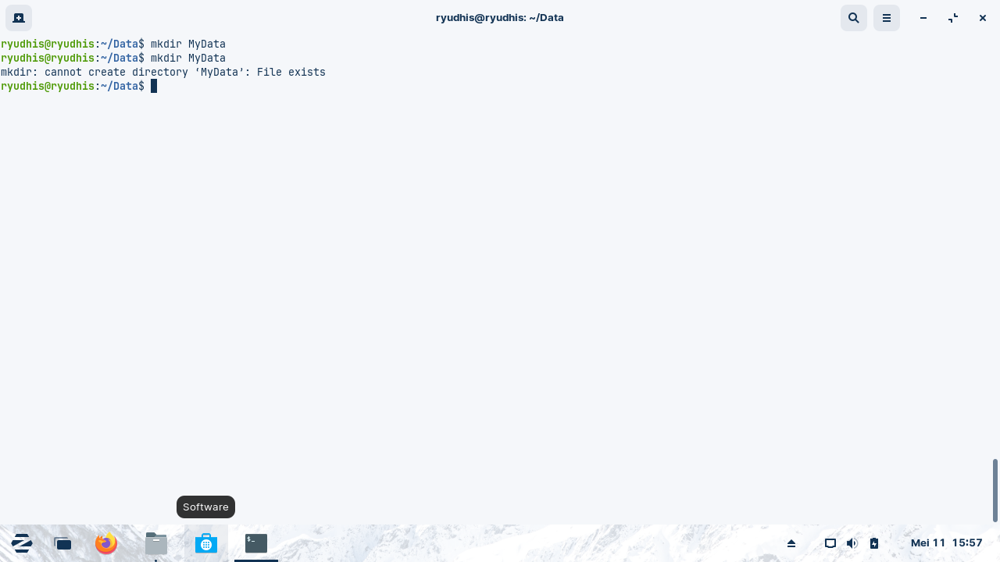 ryudhis@ryudhis: ~/Data
ryudhis@ryudhis:~/Data$ mkdir MyData
ryudhis@ryudhis:~/Data$ mkdir MyData
mkdir: cannot create directory ‘MyData’: File exists
ryudhis@ryudhis:~/Data$
Software
$_
Mei 11 15:57